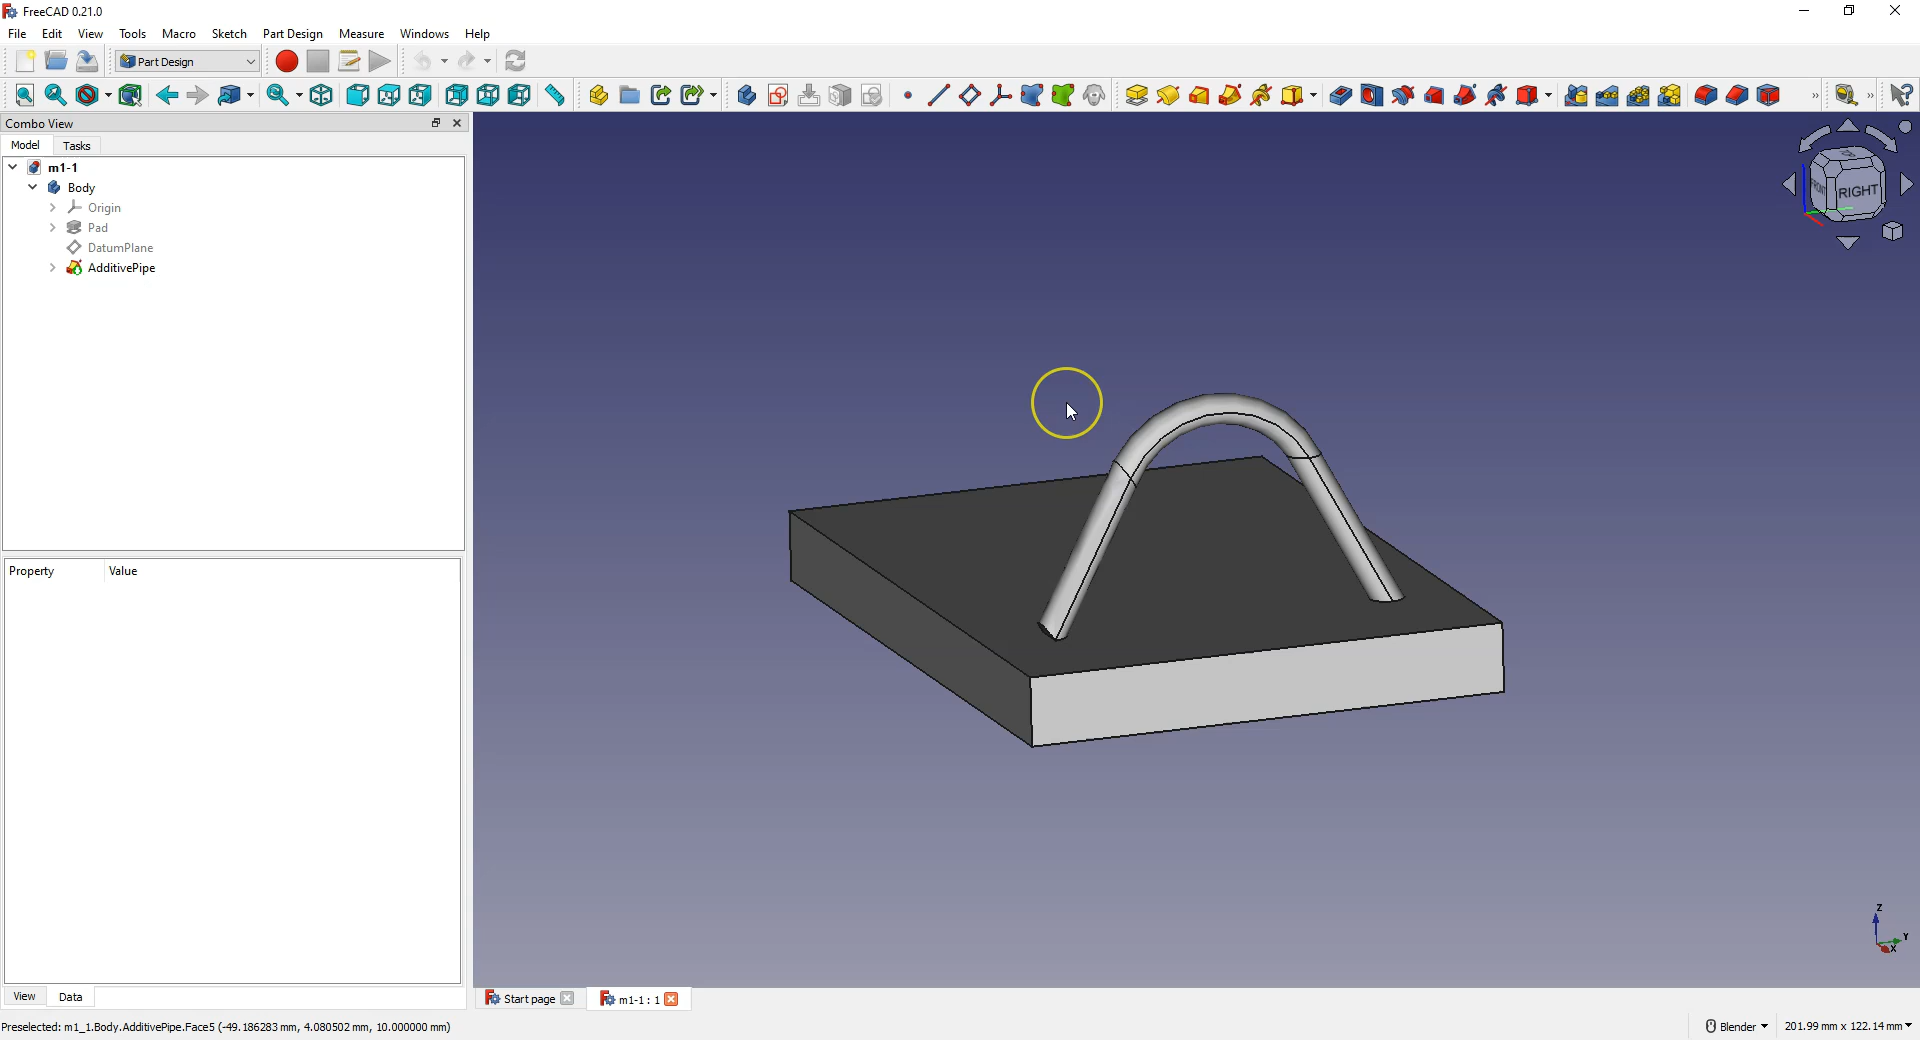 FreeCAD 0.21.0
File Edit View Tools Macro Sketch Part Design Measure Windows Help
Part Design
Combo View
Model Tasks
m1-1
Body
Origin
Pad
DatumPlane
AdditivePipe
RIGHT
FRONT
Property Value
Z
Y
X
View Data
Start page m1-1 : 1
Preselected: m1_1.Body.AdditivePipe.Face5 (-49.186283 mm, 4.080502 mm, 10.000000 mm)
Blender 201.99 mm x 122.14 mm